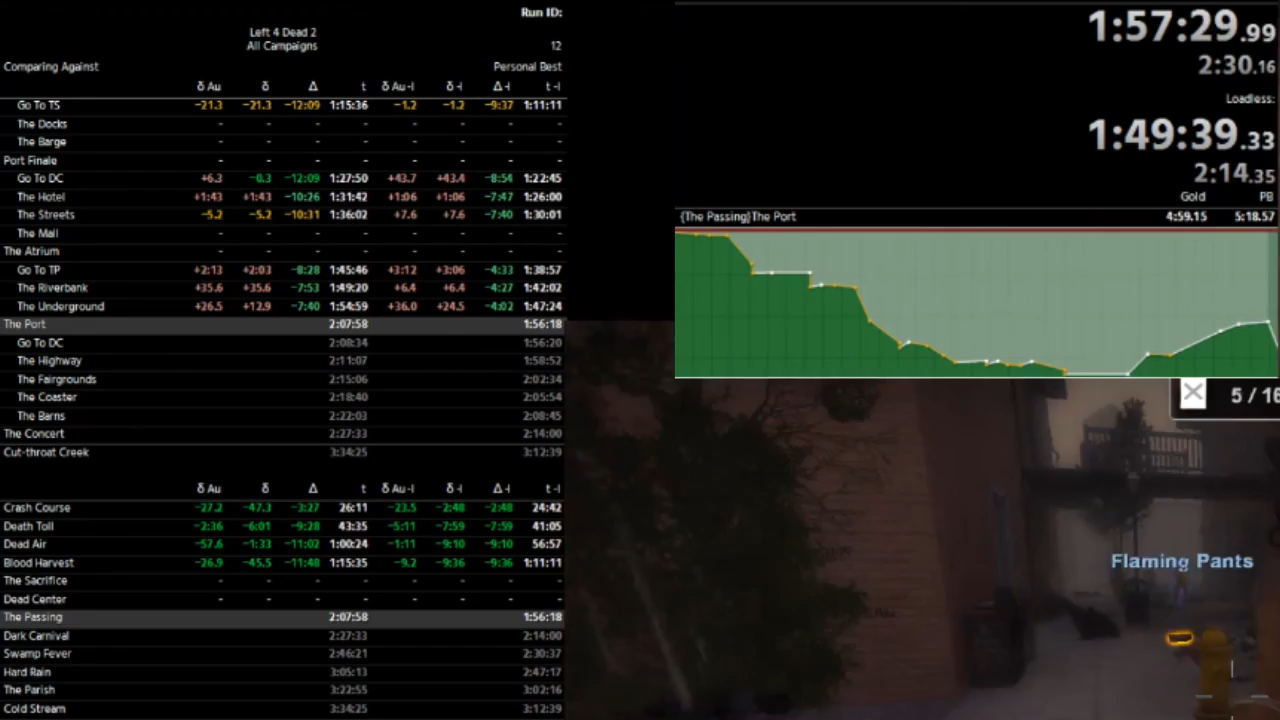 Run ID:
Left 4 Dead 2
All Campaigns 12
Comparing Against Personal Best
δ Au δ Δ t δ Au -l δ -l Δ -l t -l
Go To TS −21.3 −21.3 −12:09 1:15:36 −1.2 −1.2 −9:37 1:11:11
The Docks - - - - - - - -
The Barge - - - - - - - -
Port Finale - - - - - - - -
Go To DC +6.3 −0.3 −12:09 1:27:50 +43.7 +43.4 −8:54 1:22:45
The Hotel +1:43 +1:43 −10:26 1:31:42 +1:06 +1:06 −7:47 1:26:00
The Streets −5.2 −5.2 −10:31 1:36:02 +7.6 +7.6 −7:40 1:30:01
The Mall - - - - - - - -
The Atrium - - - - - - - -
Go To TP +2:13 +2:03 −8:28 1:45:46 +3:12 +3:06 −4:33 1:38:57
The Riverbank +35.6 +35.6 −7:53 1:49:20 +6.4 +6.4 −4:27 1:42:02
The Underground +26.5 +12.9 −7:40 1:54:59 +36.0 +24.5 −4:02 1:47:24
The Port 2:07:58 1:56:18
Go To DC 2:08:34 1:56:20
The Highway 2:11:07 1:58:52
The Fairgrounds 2:15:06 2:02:34
The Coaster 2:18:40 2:05:54
The Barns 2:22:03 2:08:45
The Concert 2:27:33 2:14:00
Cut-throat Creek 3:34:25 3:12:39
δ Au δ Δ t δ Au -l δ -l Δ -l t -l
Crash Course −27.2 −47.3 −3:27 26:11 −23.5 −2:48 −2:48 24:42
Death Toll −2:36 −6:01 −9:28 43:35 −5:11 −7:59 −7:59 41:05
Dead Air −57.6 −1:33 −11:02 1:00:24 −1:11 −9:10 −9:10 56:57
Blood Harvest −26.9 −45.5 −11:48 1:15:35 −9.2 −9:36 −9:36 1:11:11
The Sacrifice - - - - - - - -
Dead Center - - - - - - - -
The Passing 2:07:58 1:56:18
Dark Carnival 2:27:33 2:14:00
Swamp Fever 2:46:21 2:30:37
Hard Rain 3:05:13 2:47:17
The Parish 3:22:55 3:02:16
Cold Stream 3:34:25 3:12:39
1:57:29.99
2:30.16
Loadless:
1:49:39.33
2:14.35
Gold PB
{The Passing}The Port 4:59.15 5:18.57
5 / 16
Flaming Pants